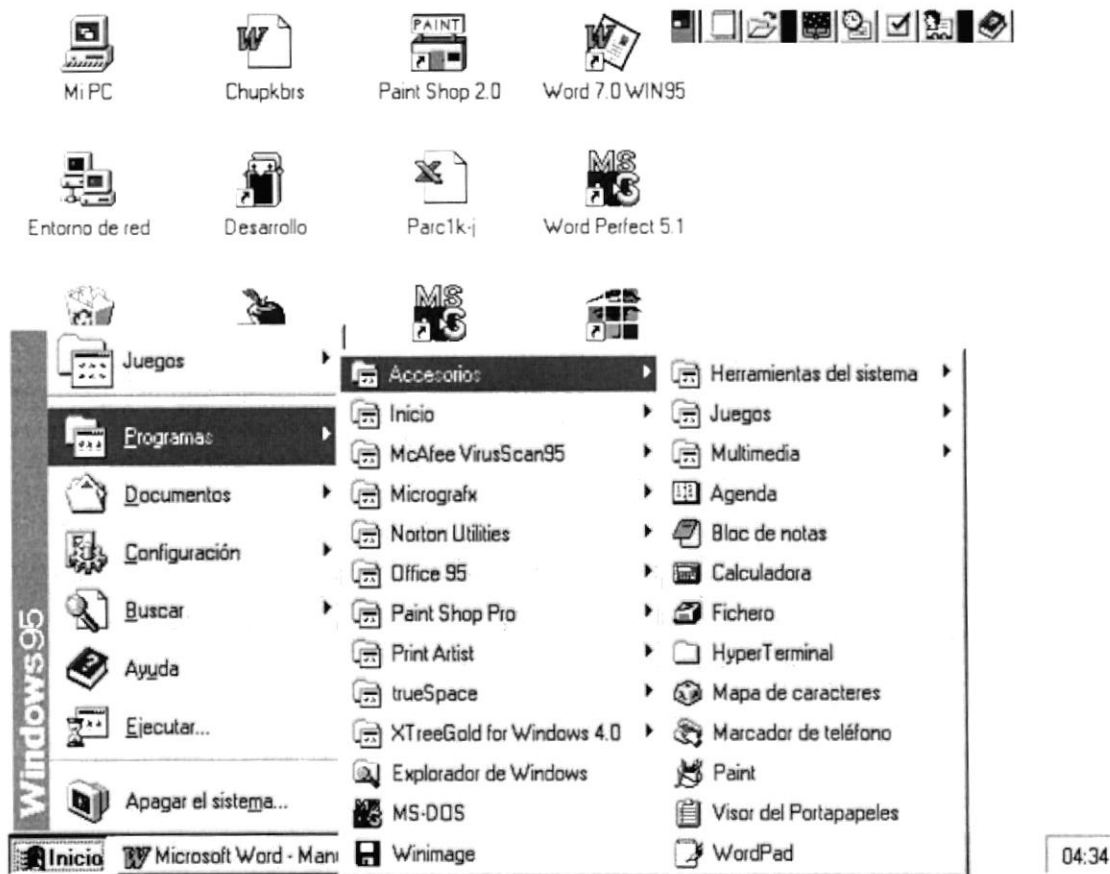 PAINT
Mi PC
Chupkbrs
Paint Shop 2.0
Word 7.0 WIN95
MS
Entorno de red
Desarrollo
Parc1k-j
Word Perfect 5.1
MS
Juegos
Programas
Documentos
Configuración
Buscar
Ayuda
Ejecutar...
Apagar el sistema...
Windows95
Accesorios
Inicio
McAfee VirusScan95
Micrografx
Norton Utilities
Office 95
Paint Shop Pro
Print Artist
trueSpace
XTreeGold for Windows 4.0
Explorador de Windows
MS-DOS
Winimage
Herramientas del sistema
Juegos
Multimedia
Agenda
Bloc de notas
Calculadora
Fichero
HyperTerminal
Mapa de caracteres
Marcador de teléfono
Paint
Visor del Portapapeles
WordPad
Inicio
Microsoft Word - Manu
04:34